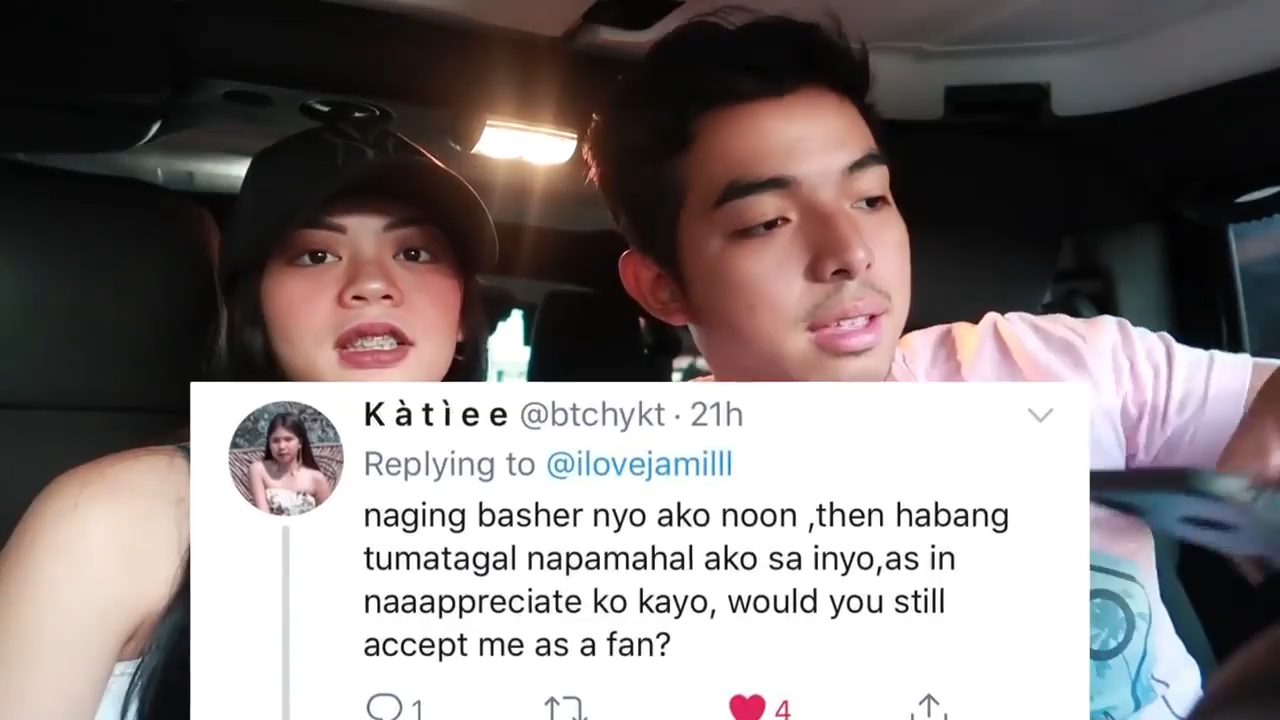 K à t ì e e @btchykt · 21h
Replying to @ilovejamilll
naging basher nyo ako noon ,then habang
tumatagal napamahal ako sa inyo,as in
naaappreciate ko kayo, would you still
accept me as a fan?
1 4